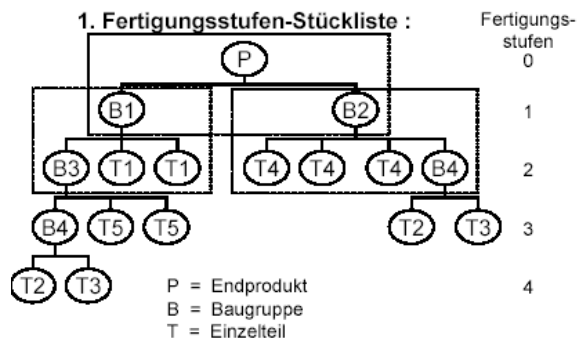 1. Fertigungsstufen-Stückliste :
Fertigungs-
stufen
P
0
B1
B2
1
B3 T1 T1 T4 T4 T4 B4
2
B4 T5 T5 T2 T3
3
T2 T3
4
P = Endprodukt
B = Baugruppe
T = Einzelteil